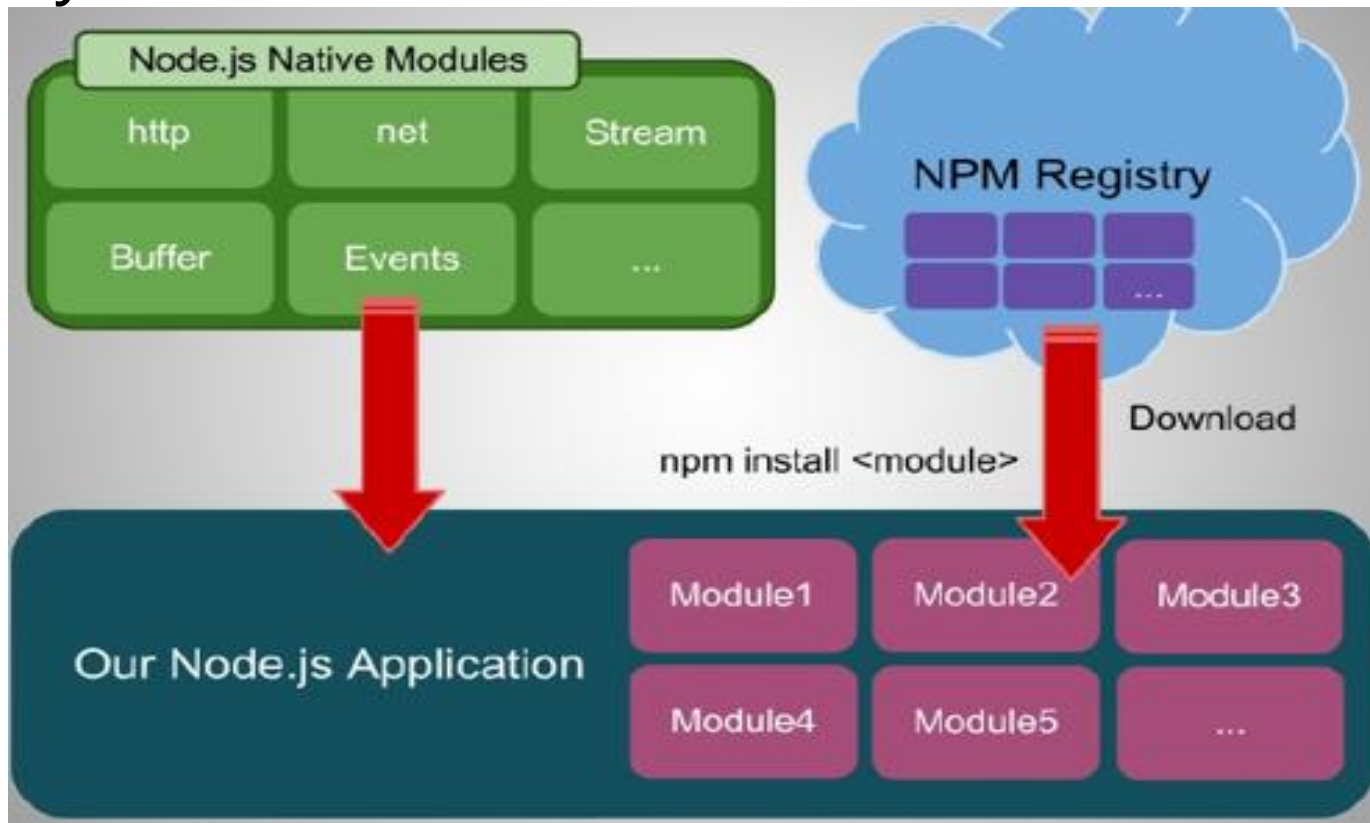 Node.js Native Modules
http net Stream
Buffer Events ...
NPM Registry
...
Download
npm install <module>
Our Node.js Application
Module1 Module2 Module3
Module4 Module5 ...